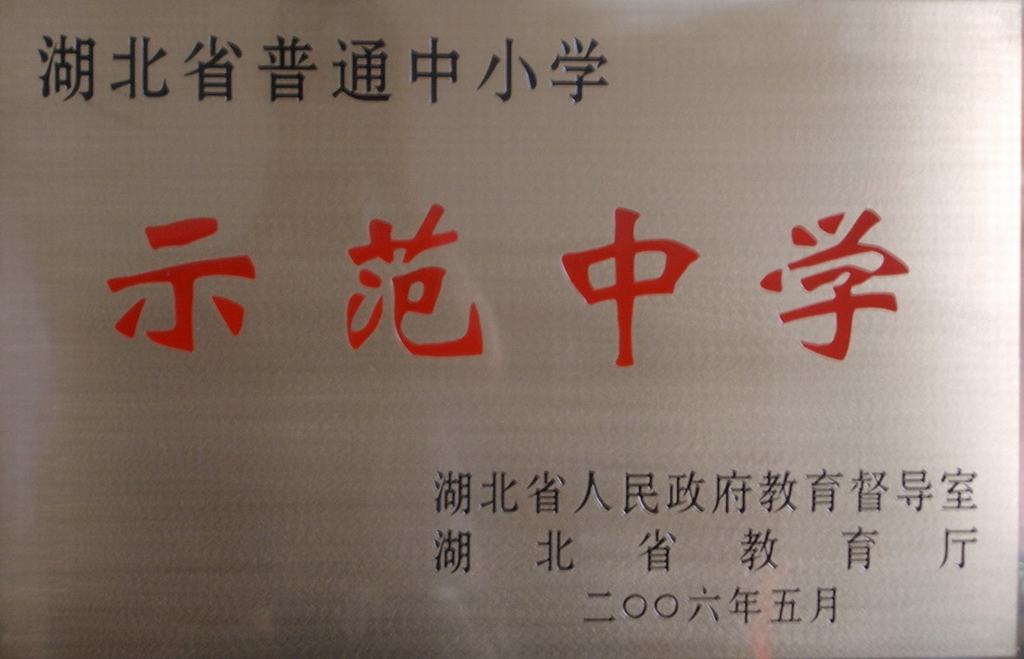 湖北省普通中小学
示范中学
湖北省人民政府教育督导室
湖北省教育厅
二〇〇六年五月